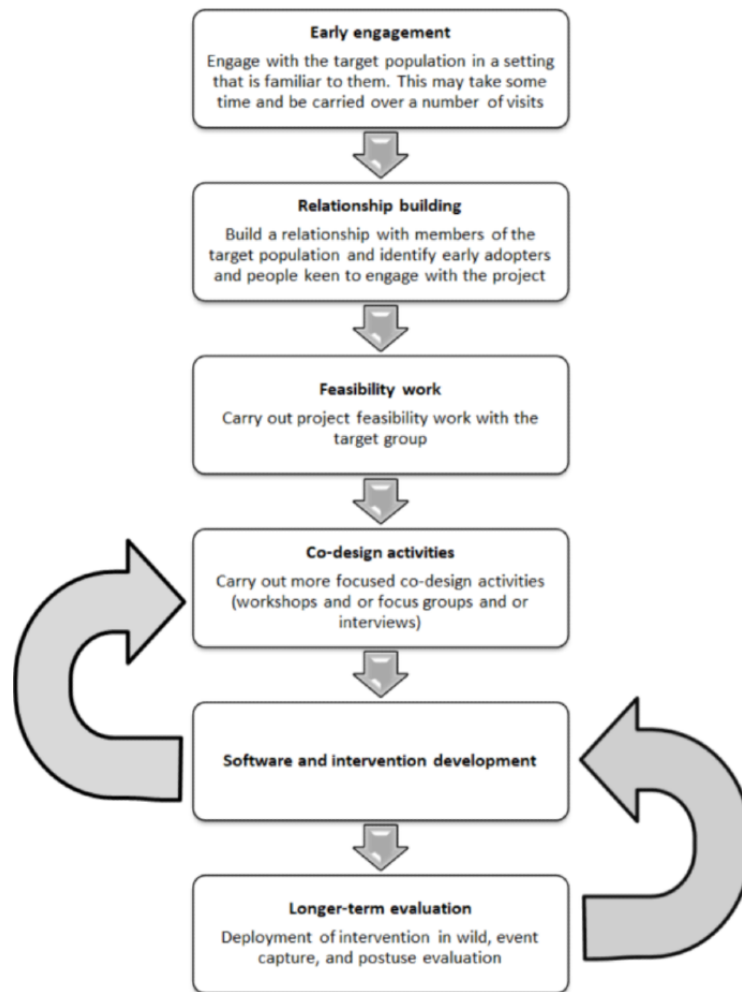 Early engagement
Engage with the target population in a setting
that is familiar to them. This may take some
time and be carried over a number of visits
Relationship building
Build a relationship with members of the
target population and identify early adopters
and people keen to engage with the project
Feasibility work
Carry out project feasibility work with the
target group
Co-design activities
Carry out more focused co-design activities
(workshops and or focus groups and or
interviews)
Software and intervention development
Longer-term evaluation
Deployment of intervention in wild, event
capture, and postuse evaluation